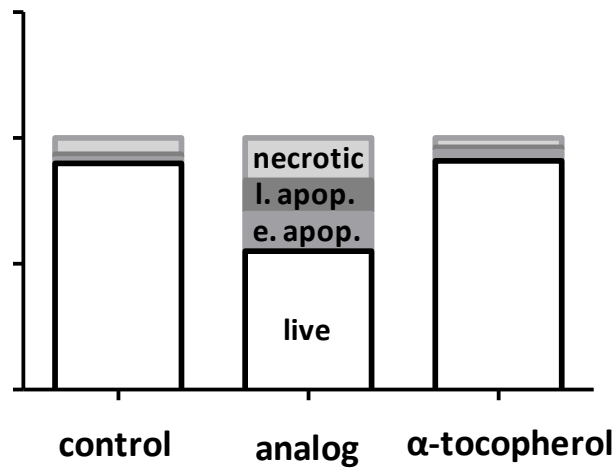 necrotic
l. apop.
e. apop.
live
control
analog
α-tocopherol